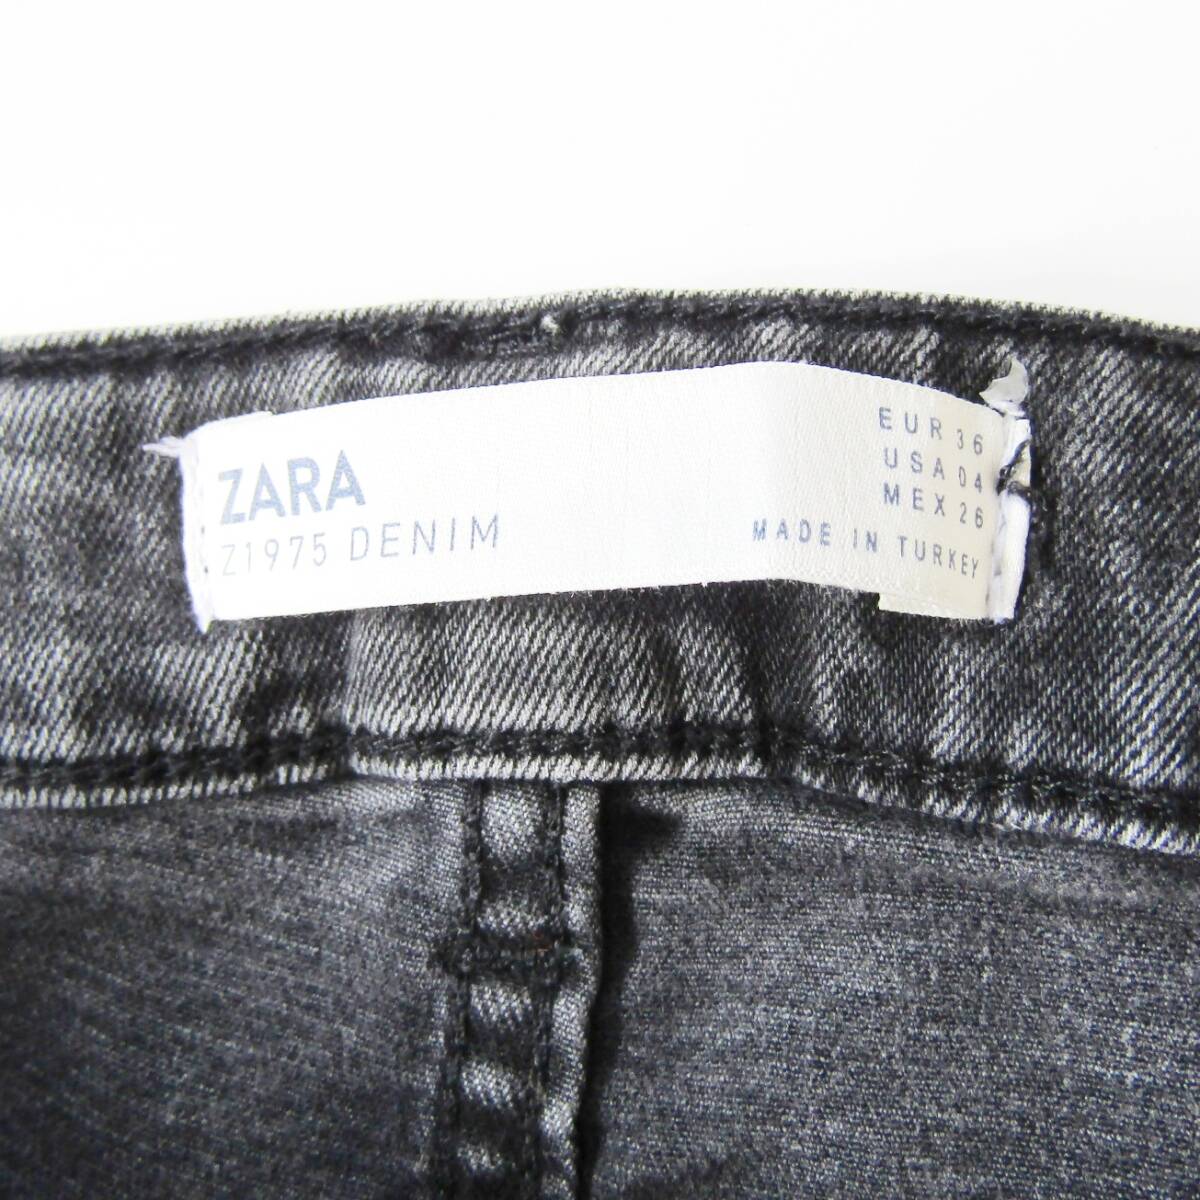 ZARA
Z1975 DENIM
EUR 36
USA 04
MEX 26
MADE IN TURKEY